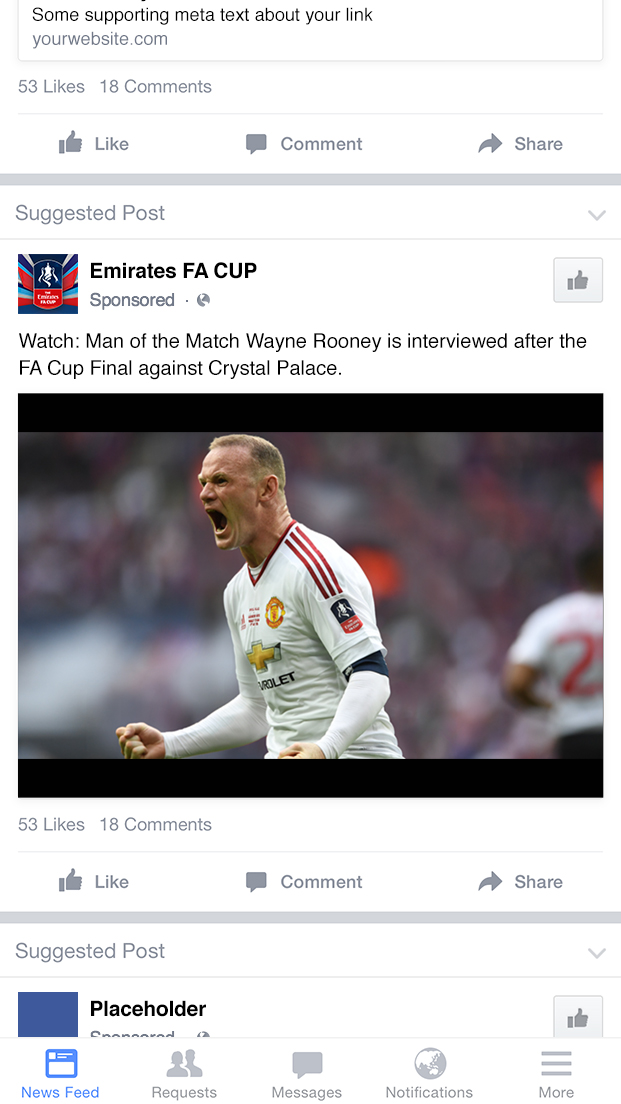 Some supporting meta text about your link
yourwebsite.com
53 Likes 18 Comments
Like Comment Share
Suggested Post
Emirates FA CUP
Sponsored ·
Watch: Man of the Match Wayne Rooney is interviewed after the
FA Cup Final against Crystal Palace.
53 Likes 18 Comments
Like Comment Share
Suggested Post
Placeholder
Sponsored ·
News Feed Requests Messages Notifications More